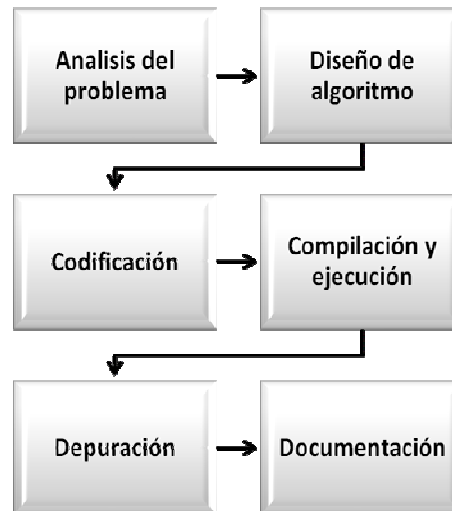 Analisis del
problema
Diseño de
algoritmo
Codificación
Compilación y
ejecución
Depuración
Documentación